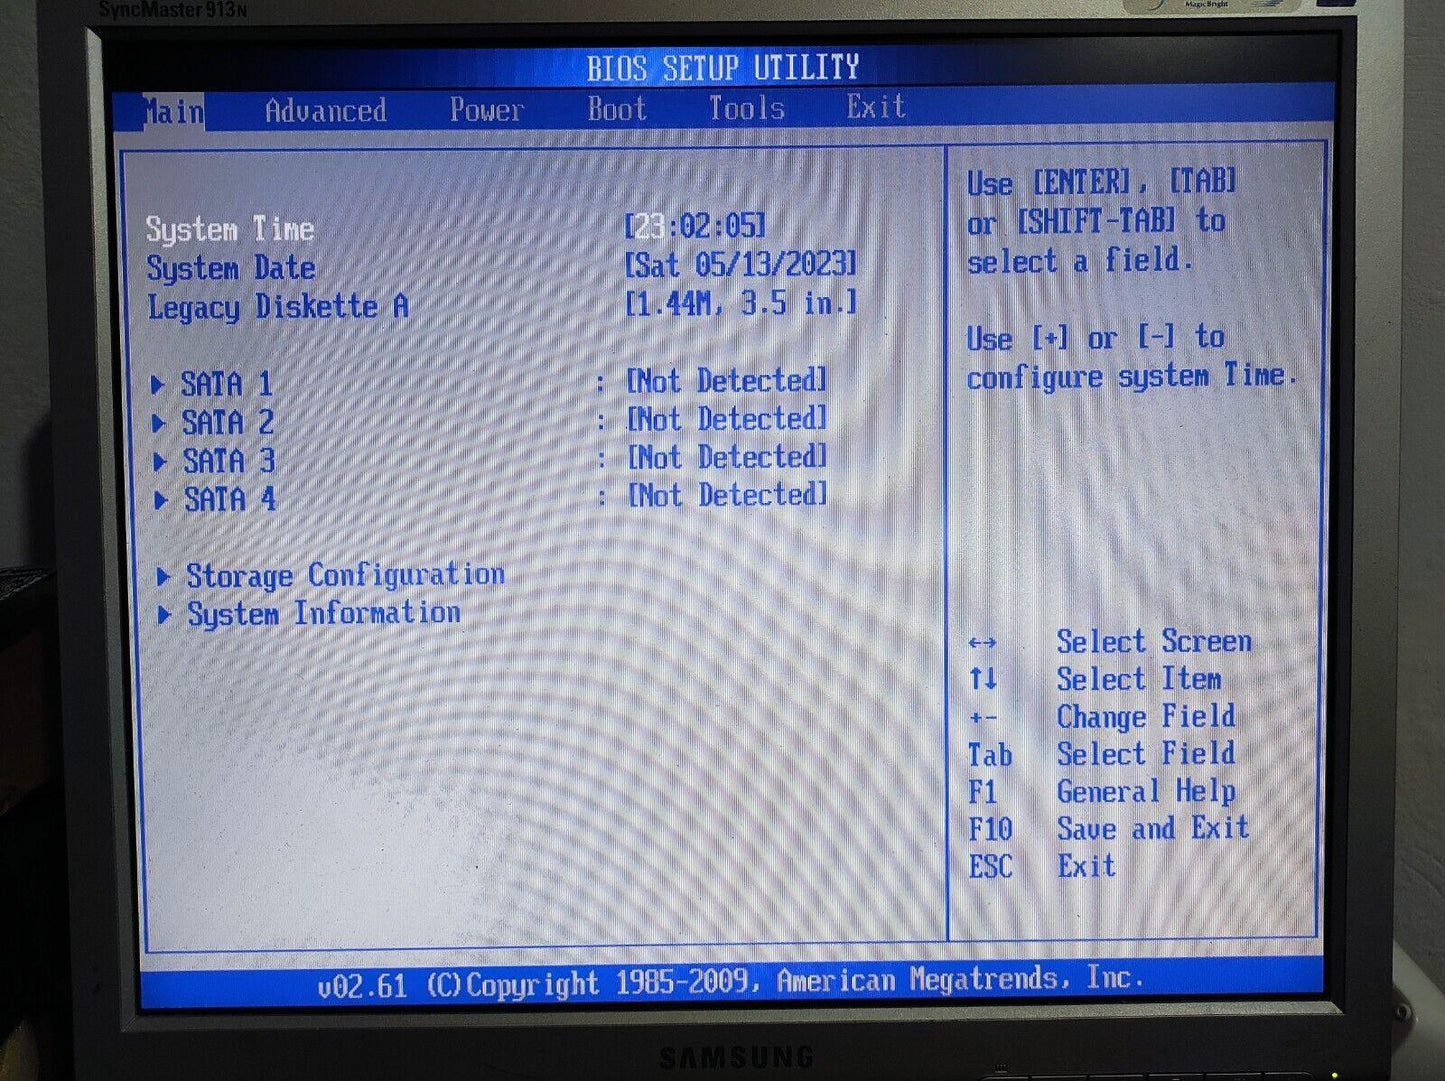 SyncMaster 913N
MagicBright
BIOS SETUP UTILITY
Main Advanced Power Boot Tools Exit
System Time [23:02:05]
System Date [Sat 05/13/2023]
Legacy Diskette A [1.44M, 3.5 in.]
SATA 1 : [Not Detected]
SATA 2 : [Not Detected]
SATA 3 : [Not Detected]
SATA 4 : [Not Detected]
Storage Configuration
System Information
Use [ENTER], [TAB]
or [SHIFT-TAB] to
select a field.
Use [+] or [-] to
configure system Time.
↔ Select Screen
↑↓ Select Item
+- Change Field
Tab Select Field
F1 General Help
F10 Save and Exit
ESC Exit
v02.61 (C)Copyright 1985-2009, American Megatrends, Inc.
SAMSUNG